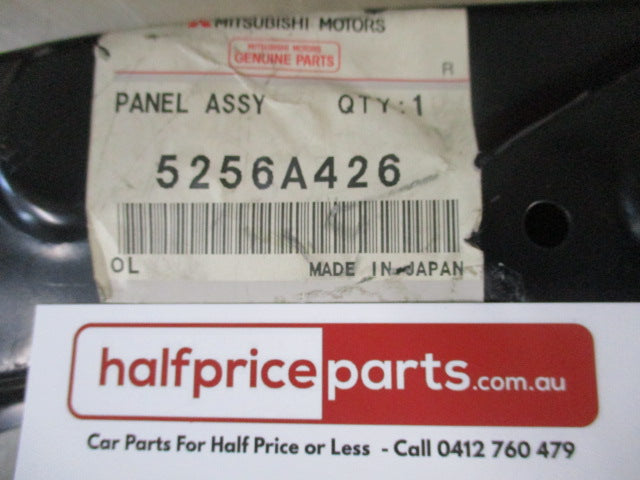 MITSUBISHI MOTORS
MITSUBISHI MOTORS
GENUINE PARTS
R
PANEL ASSY QTY:1
5256A426
OL MADE IN JAPAN
halfpriceparts.com.au
Car Parts For Half Price or Less - Call 0412 760 479